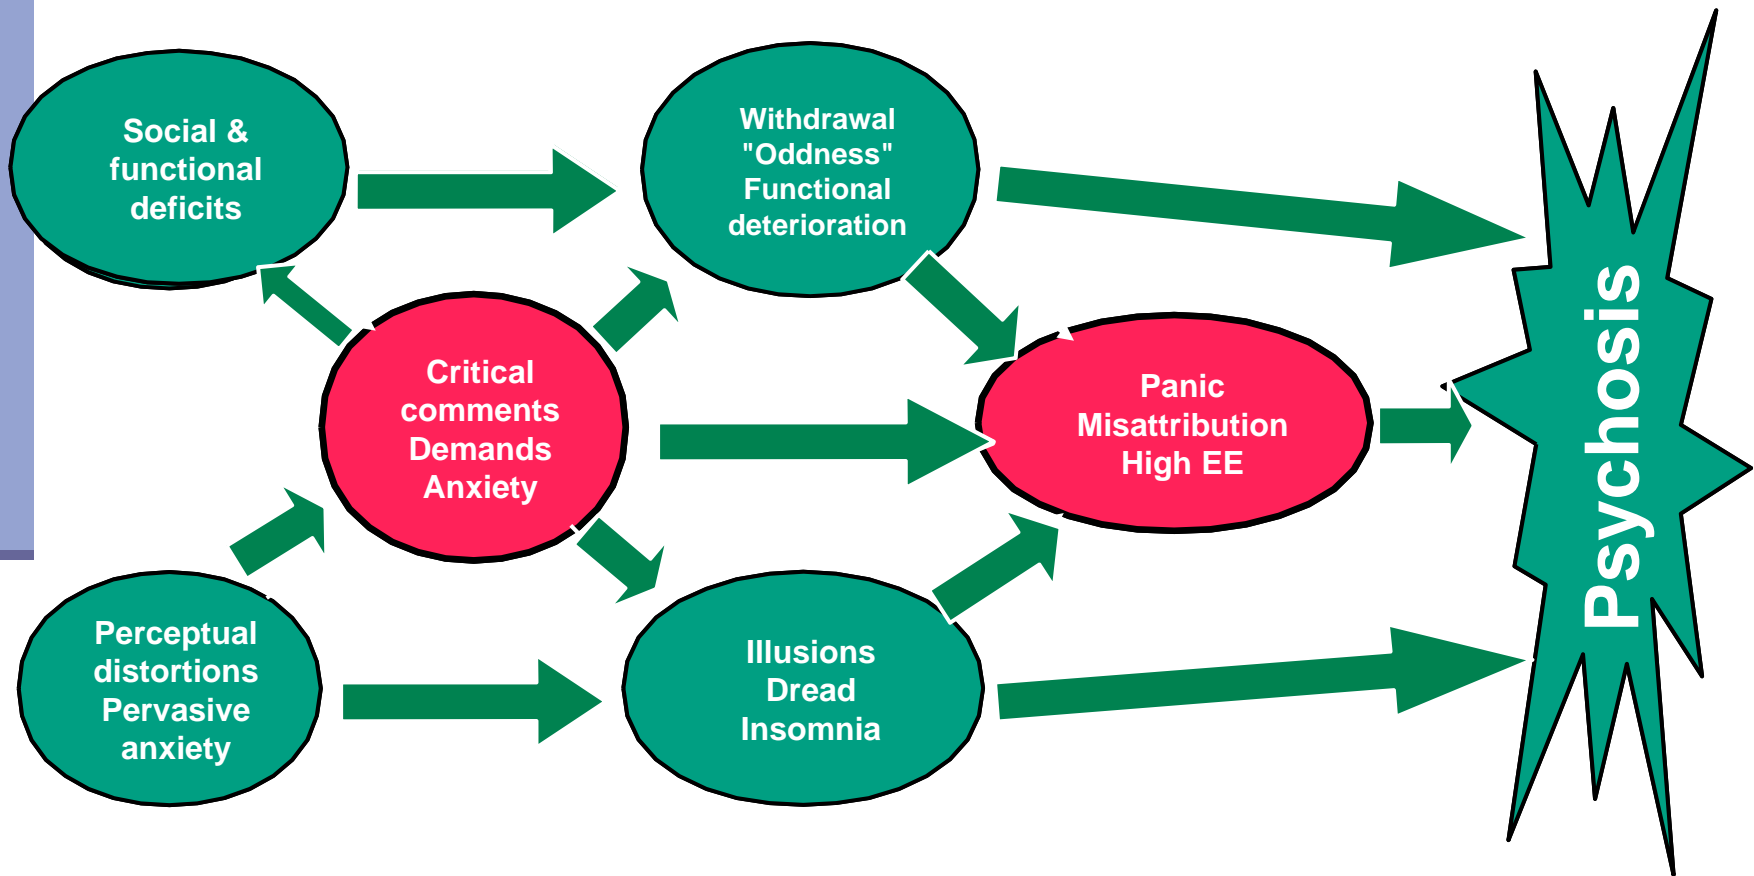 Social &
functional
deficits
Withdrawal
"Oddness"
Functional
deterioration
Critical
comments
Demands
Anxiety
Panic
Misattribution
High EE
Perceptual
distortions
Pervasive
anxiety
Illusions
Dread
Insomnia
Psychosis